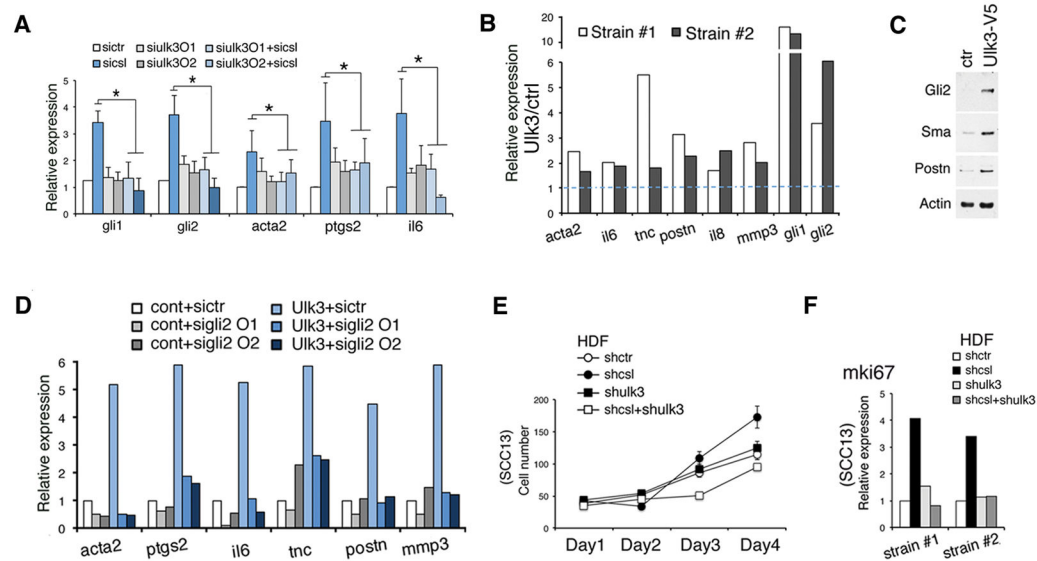 A
sictr siulk3O1 siulk3O1+sicsl
sicsl siulk3O2 siulk3O2+sicsl
Relative expression
5
4
3
2
1
0
* * * * *
gli1 gli2 acta2 ptgs2 il6
B
Relative expression
Ulk3/ctrl
Strain #1 Strain #2
20
15
10
6
5
4
3
2
1
0
acta2 il6 tnc postn il8 mmp3 gli1 gli2
C
ctr Ulk3-V5
Gli2
Sma
Postn
Actin
D
cont+sictr Ulk3+sictr
cont+sigli2 O1 Ulk3+sigli2 O1
cont+sigli2 O2 Ulk3+sigli2 O2
Relative expression
6
5
4
3
2
1
0
acta2 ptgs2 il6 tnc postn mmp3
E
HDF
shctr
shcsl
shulk3
shcsl+shulk3
(SCC13)
Cell number
200
150
100
50
0
Day1 Day2 Day3 Day4
F
HDF
shctr
shcsl
shulk3
shcsl+shulk3
mki67
(SCC13)
Relative expression
5
4
3
2
1
0
strain #1 strain #2